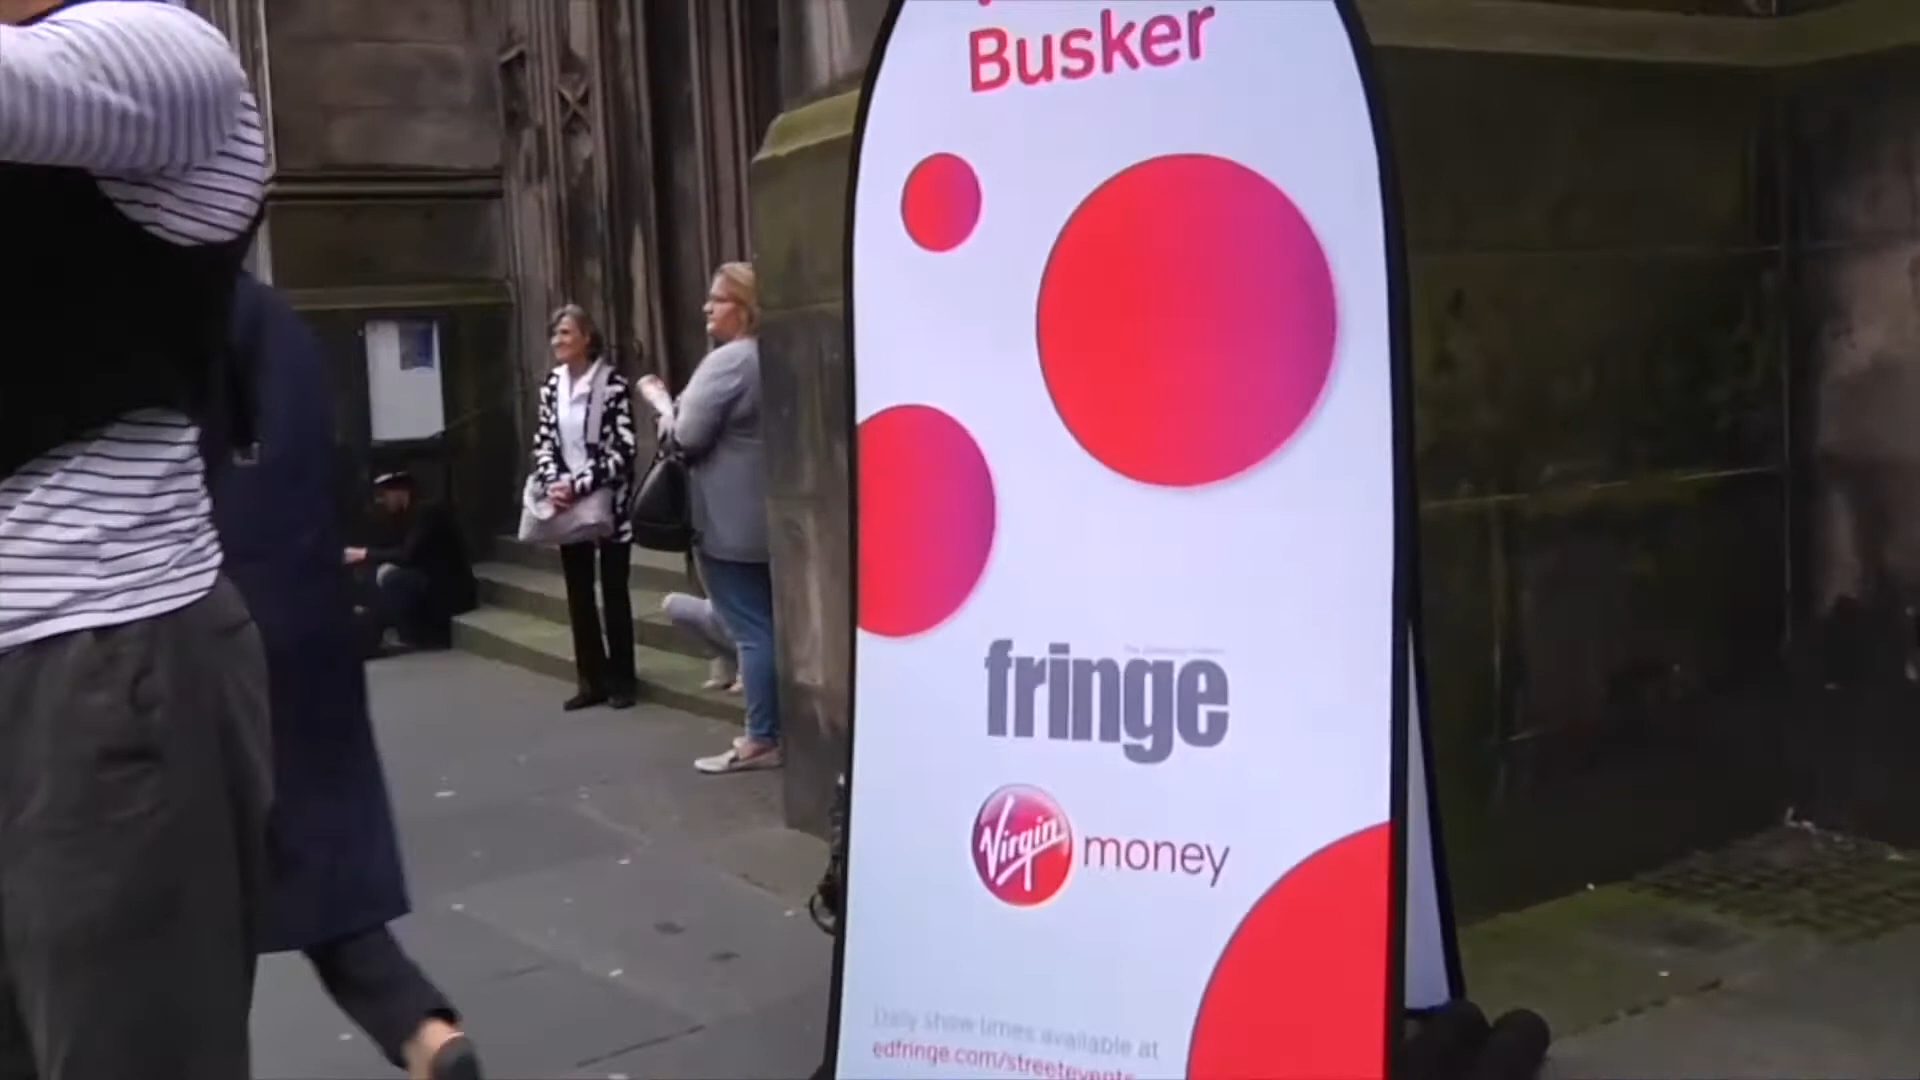 Busker
fringe
Virgin money
Daily show times available at
edfringe.com/streetevents